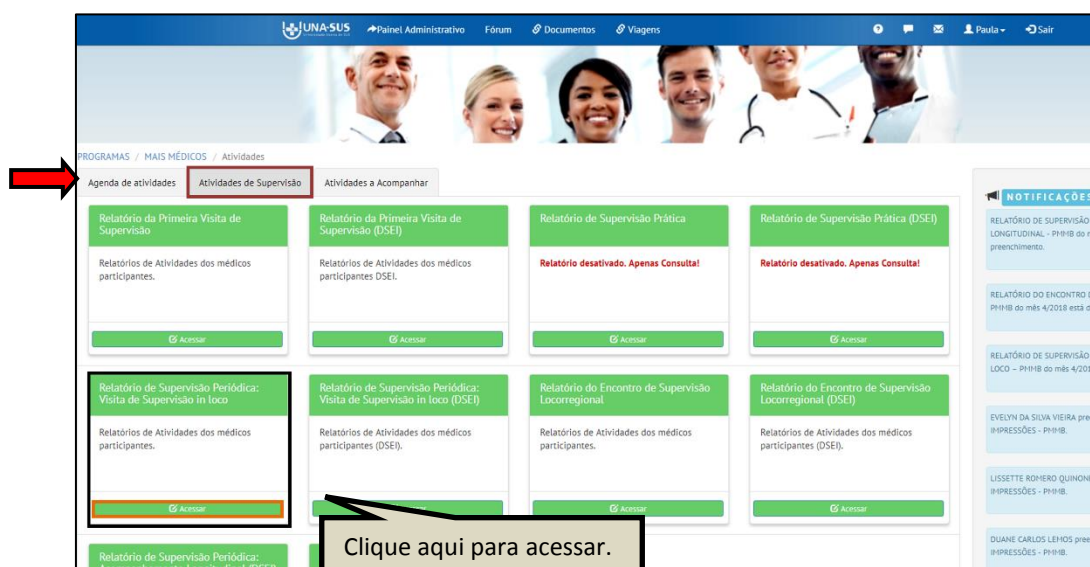 UNA-SUS Painel Administrativo Fórum Documentos Viagens Paula Sair
PROGRAMAS / MAIS MÉDICOS / Atividades
Agenda de atividades Atividades de Supervisão Atividades a Acompanhar
Relatório da Primeira Visita de
Supervisão
Relatórios de Atividades dos médicos
participantes.
Acessar
Relatório da Primeira Visita de
Supervisão (DSEI)
Relatórios de Atividades dos médicos
participantes DSEI.
Acessar
Relatório de Supervisão Prática
Relatório desativado. Apenas Consulta!
Acessar
Relatório de Supervisão Prática (DSEI)
Relatório desativado. Apenas Consulta!
Acessar
Relatório de Supervisão Periódica:
Visita de Supervisão in loco
Relatórios de Atividades dos médicos
participantes.
Acessar
Relatório de Supervisão Periódica:
Visita de Supervisão in loco (DSEI)
Relatórios de Atividades dos médicos
participantes (DSEI).
Relatório do Encontro de Supervisão
Locorregional
Relatórios de Atividades dos médicos
participantes.
Acessar
Relatório do Encontro de Supervisão
Locorregional (DSEI)
Relatórios de Atividades dos médicos
participantes (DSEI).
Acessar
Clique aqui para acessar.
Relatório de Supervisão Periódica:
NOTIFICAÇÕES
RELATÓRIO DE SUPERVISÃO
LONGITUDINAL - PMMB do
preenchimento.
RELATÓRIO DO ENCONTRO
PMMB do mês 4/2018 está
RELATÓRIO DE SUPERVISÃO
LOCO – PMMB do mês
EVELYN DA SILVA VIEIRA
IMPRESSÕES - PMMB.
LISSETTE ROMERO
IMPRESSÕES - PMMB.
DUANE CARLOS LEMOS
IMPRESSÕES - PMMB.